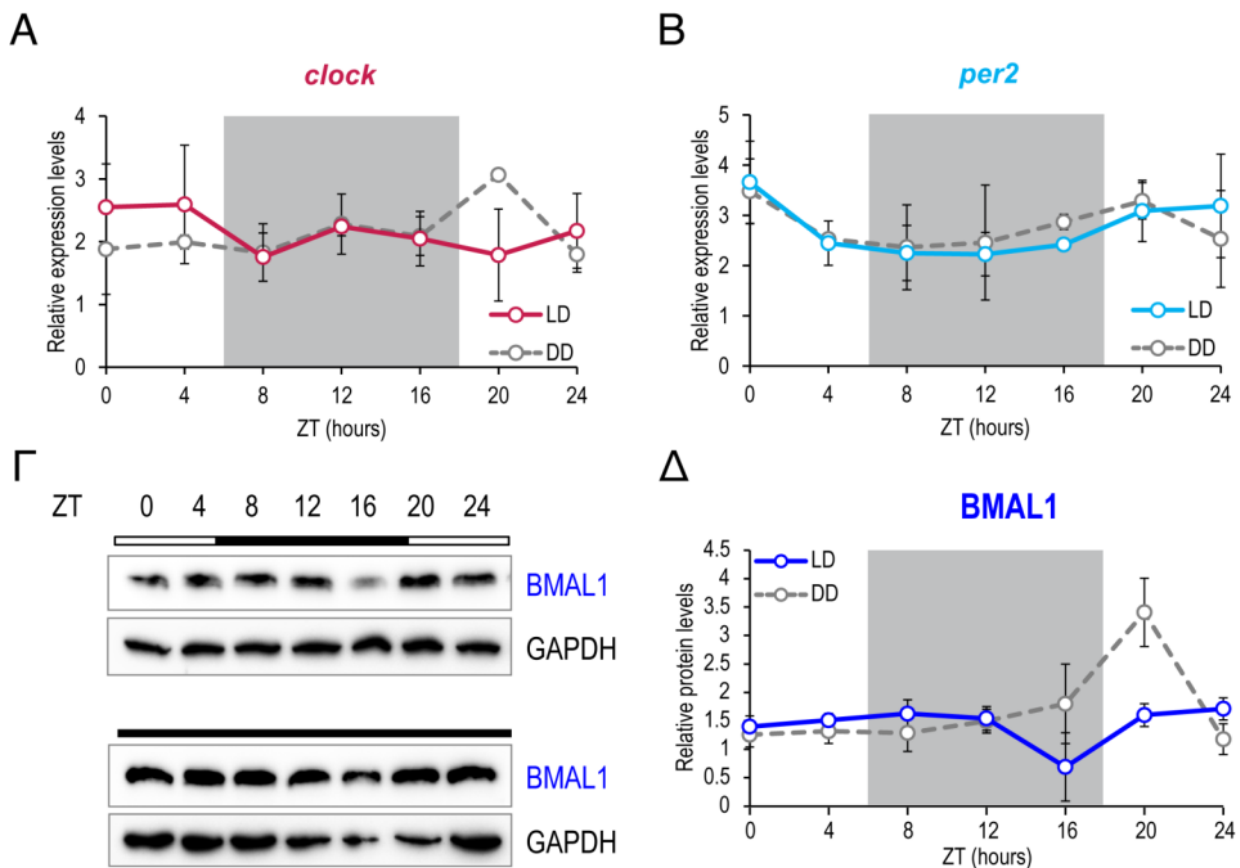 A
clock
Relative expression levels
4
3
2
1
0
0 4 8 12 16 20 24
ZT (hours)
LD
DD
B
per2
Relative expression levels
5
4
3
2
1
0
0 4 8 12 16 20 24
ZT (hours)
LD
DD
Γ
ZT 0 4 8 12 16 20 24
BMAL1
GAPDH
BMAL1
GAPDH
Δ
BMAL1
Relative protein levels
4.5
4
3.5
3
2.5
2
1.5
1
0.5
0
0 4 8 12 16 20 24
ZT (hours)
LD
DD